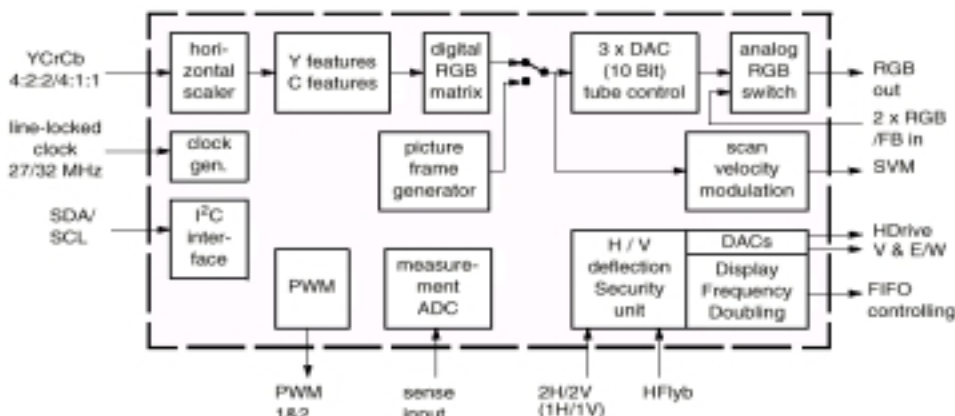 YCrCb
4:2:2/4:1:1
hori-
zontal
scaler
Y features
C features
digital
RGB
matrix
3 x DAC
(10 Bit)
tube control
analog
RGB
switch
RGB
out
line-locked
clock
27/32 MHz
clock
gen.
picture
frame
generator
scan
velocity
modulation
2 x RGB
/FB in
SVM
SDA/
SCL
I²C
inter-
face
PWM
measure-
ment
ADC
H / V
deflection
Security
unit
DACs
Display
Frequency
Doubling
HDrive
V & E/W
FIFO
controlling
PWM
1&2
sense
input
2H/2V
(1H/1V)
HFlyb